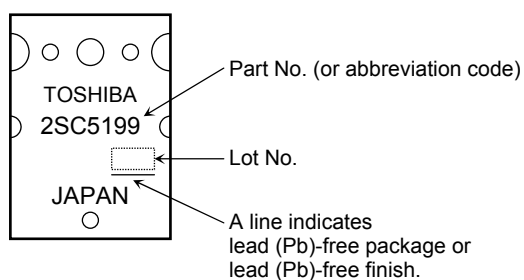 TOSHIBA
2SC5199
JAPAN
Part No. (or abbreviation code)
Lot No.
A line indicates
lead (Pb)-free package or
lead (Pb)-free finish.